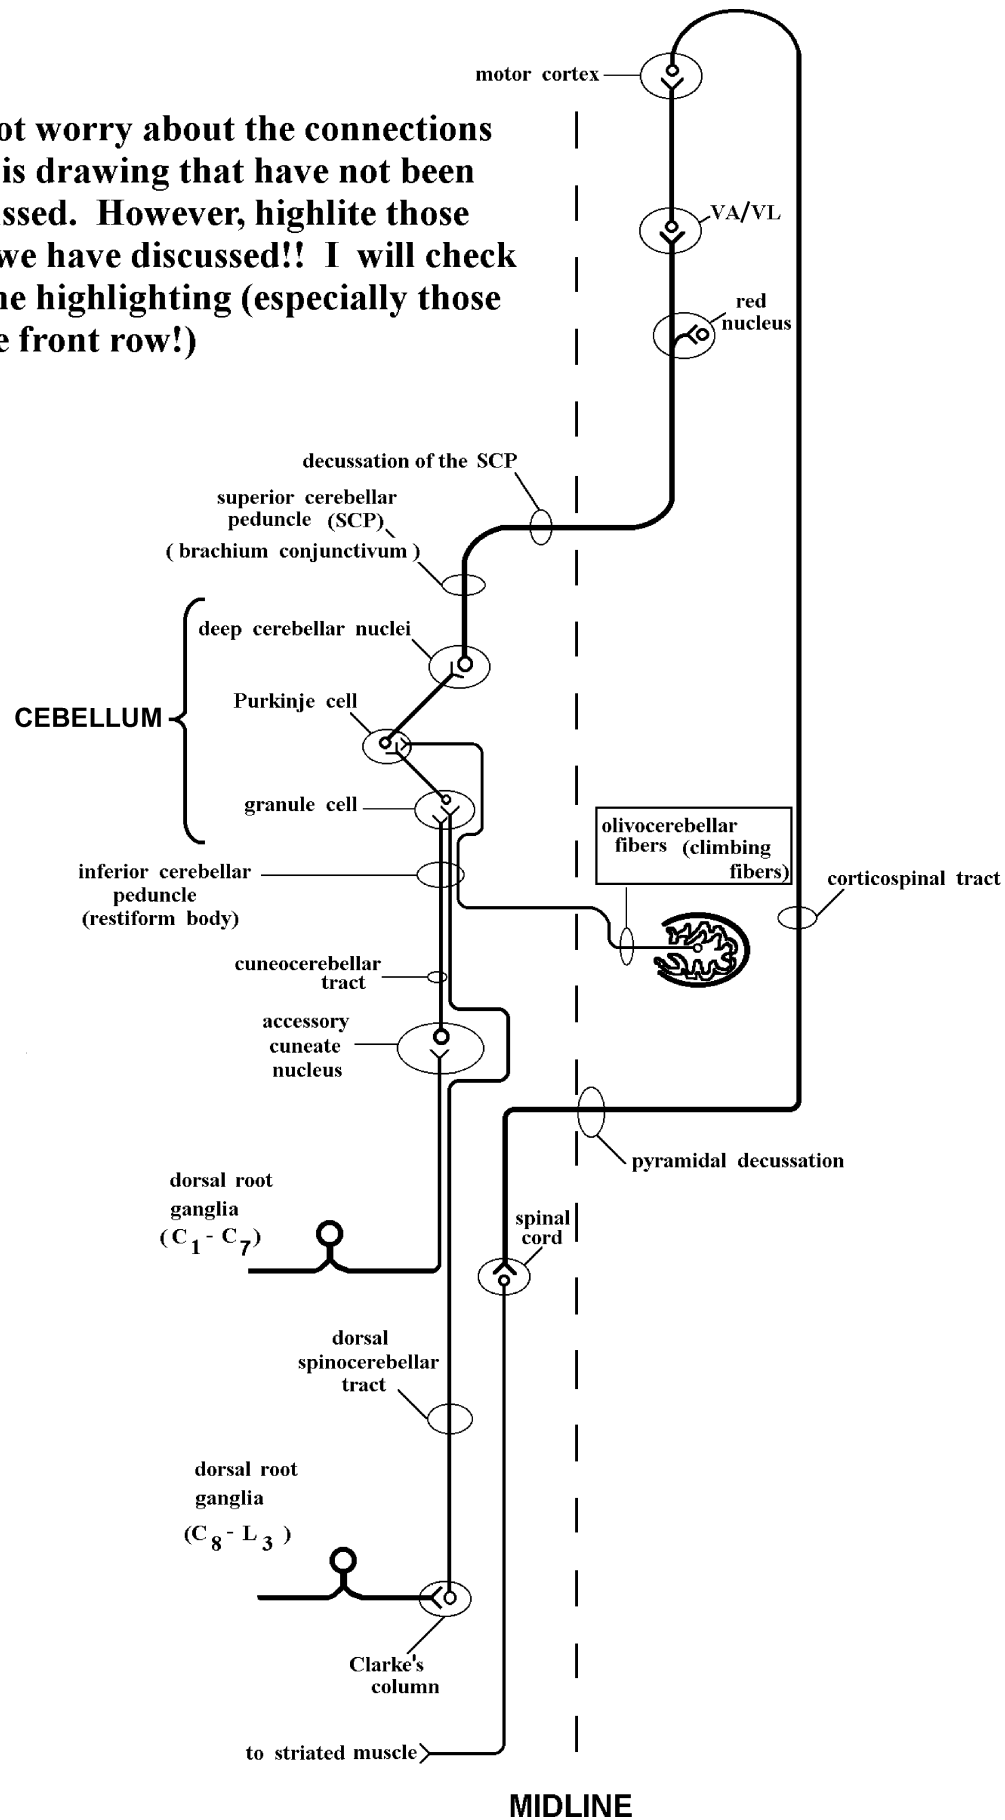 motor cortex
ot worry about the connections
is drawing that have not been
ssed. However, highlite those
we have discussed!! I will check
ne highlighting (especially those
e front row!)
VA/VL
red
nucleus
decussation of the SCP
superior cerebellar
peduncle (SCP)
( brachium conjunctivum )
deep cerebellar nuclei
Purkinje cell
CEBELLUM
granule cell
olivocerebellar
fibers (climbing
fibers)
inferior cerebellar
peduncle
(restiform body)
corticospinal tract
cuneocerebellar
tract
accessory
cuneate
nucleus
pyramidal decussation
dorsal root
ganglia
(C1 - C7)
spinal
cord
dorsal
spinocerebellar
tract
dorsal root
ganglia
(C8 - L3 )
Clarke's
column
to striated muscle
MIDLINE